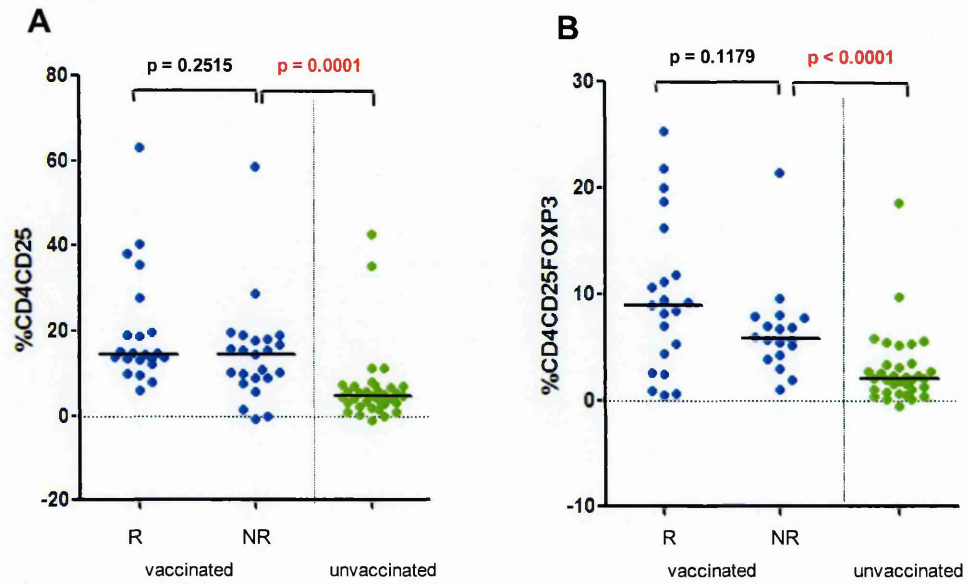 A
p = 0.2515 p = 0.0001
80
60
40
20
0
-20
%CD4CD25
R NR
vaccinated unvaccinated
B
p = 0.1179 p < 0.0001
30
20
10
0
-10
%CD4CD25FOXP3
R NR
vaccinated unvaccinated